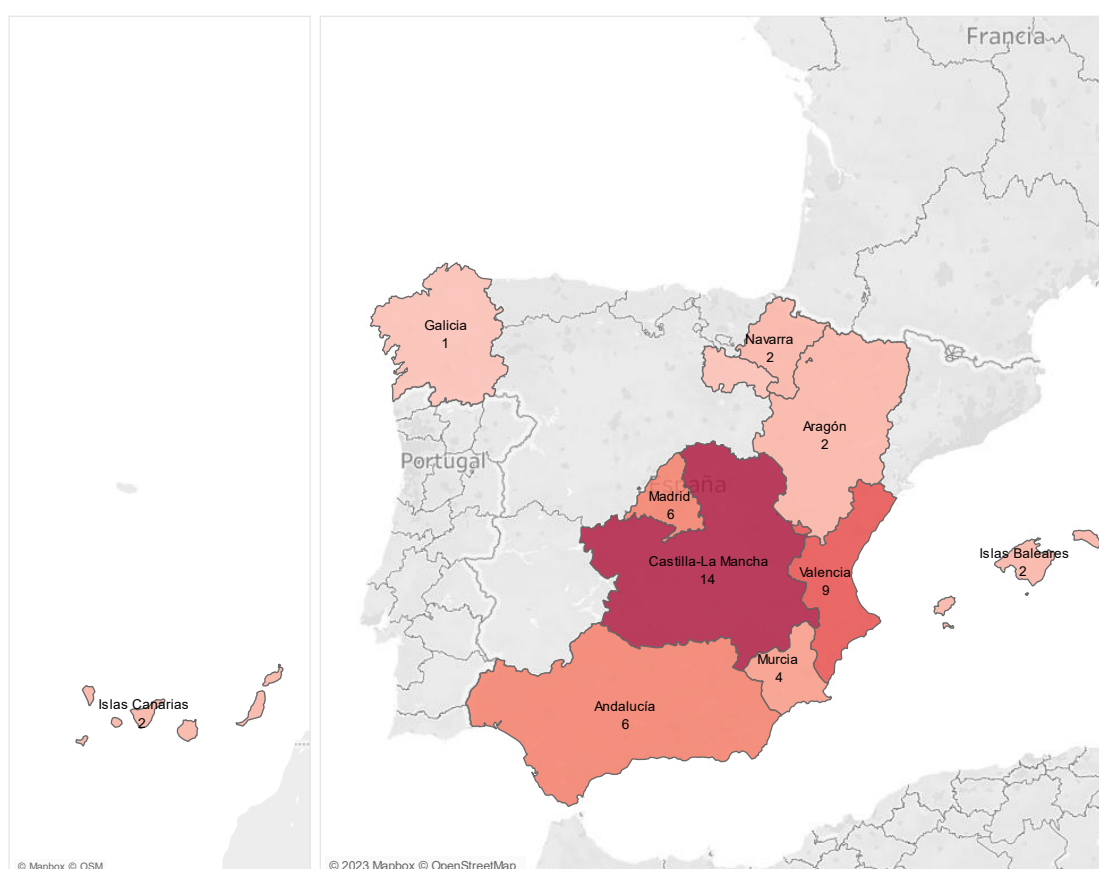 Francia
Galicia
1
Navarra
2
Aragón
2
Portugal
España
Madrid
6
Castilla-La Mancha
14
Valencia
9
Islas Baleares
2
Murcia
4
Andalucía
6
Islas Canarias
2
© Mapbox © OSM
© 2023 Mapbox © OpenStreetMap